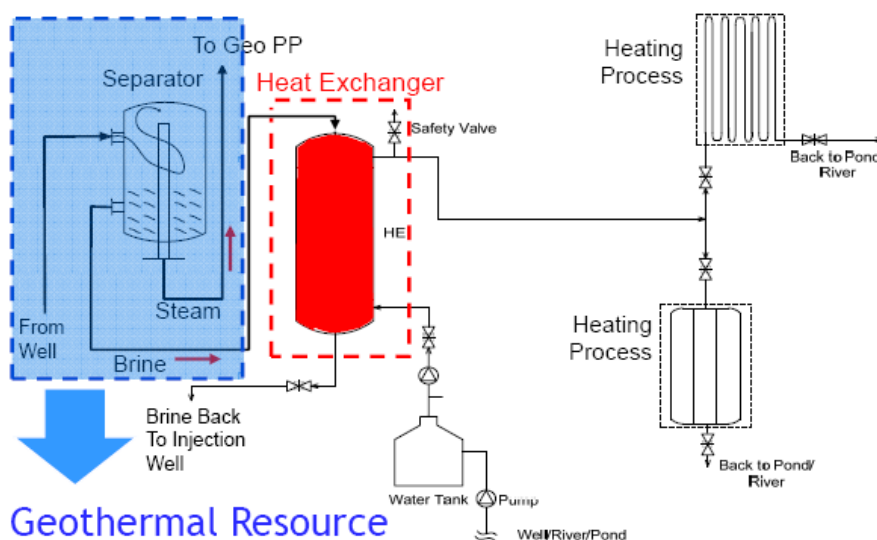 To Geo PP
Separator
Heat Exchanger
Safety Valve
Heating
Process
Back to Pond
River
HE
Steam
From
Well
Brine
Heating
Process
Brine Back
To Injection
Well
Water Tank
Pump
Back to Pond/
River
Geothermal Resource
Well/River/Pond